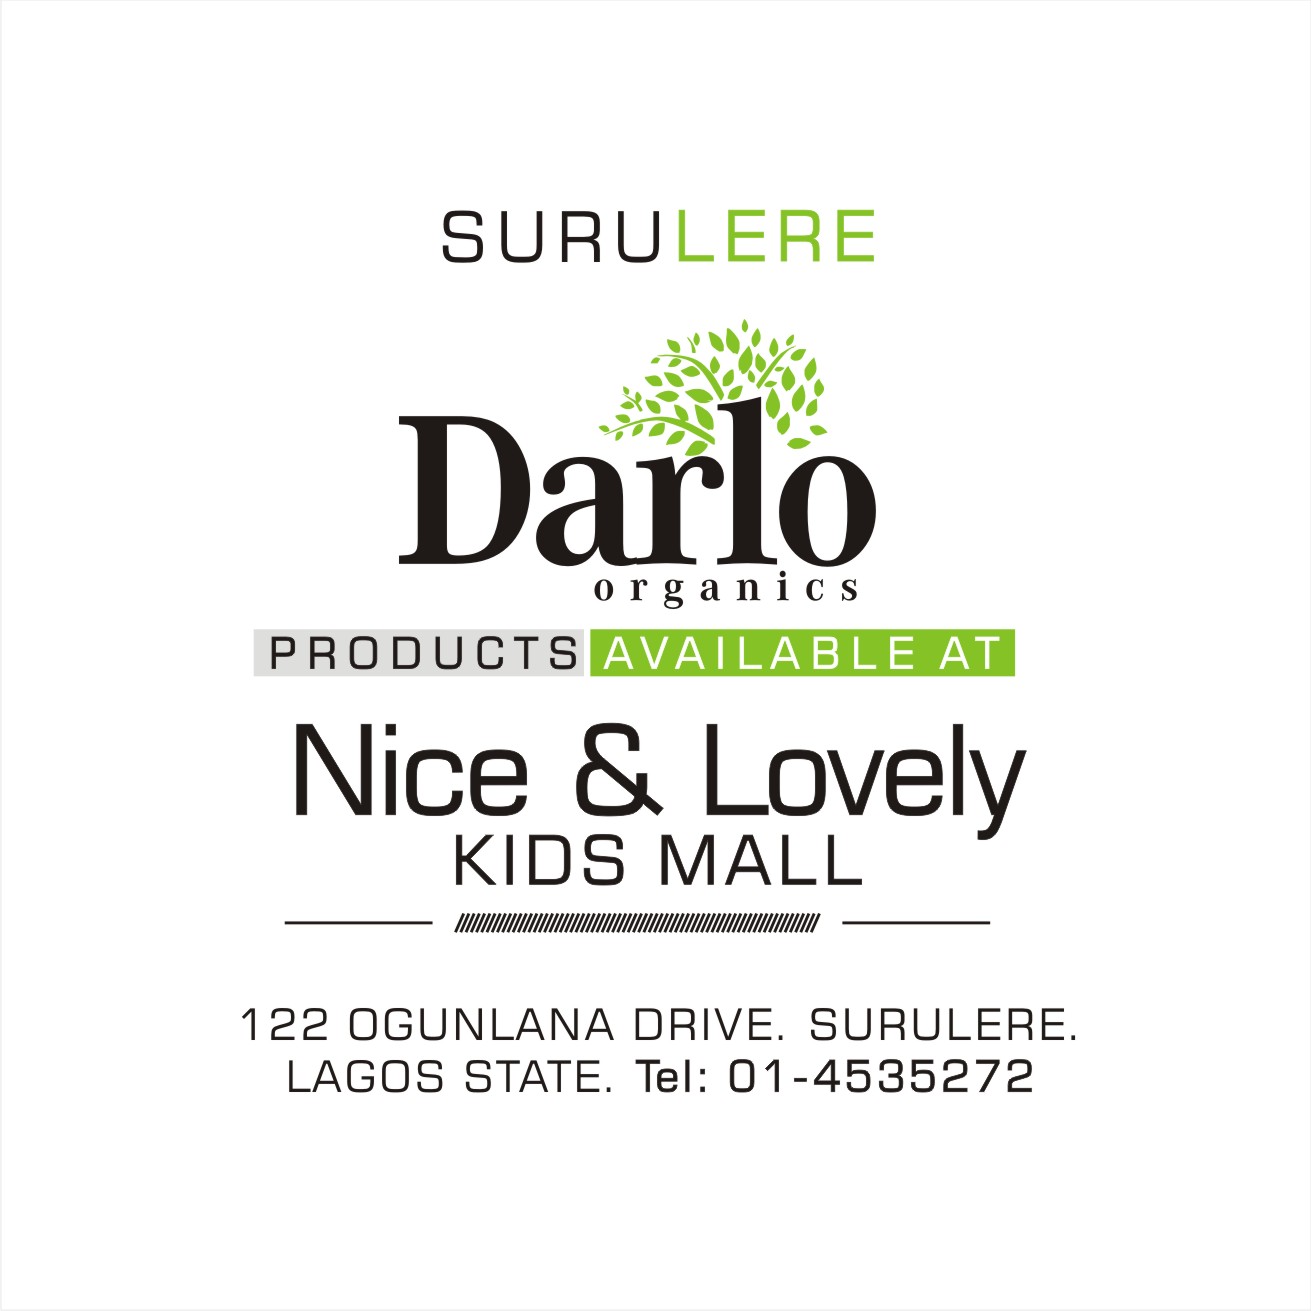 SURULERE
Darlo
organics
PRODUCTS AVAILABLE AT
Nice & Lovely
KIDS MALL
122 OGUNLANA DRIVE. SURULERE.
LAGOS STATE. Tel: 01-4535272